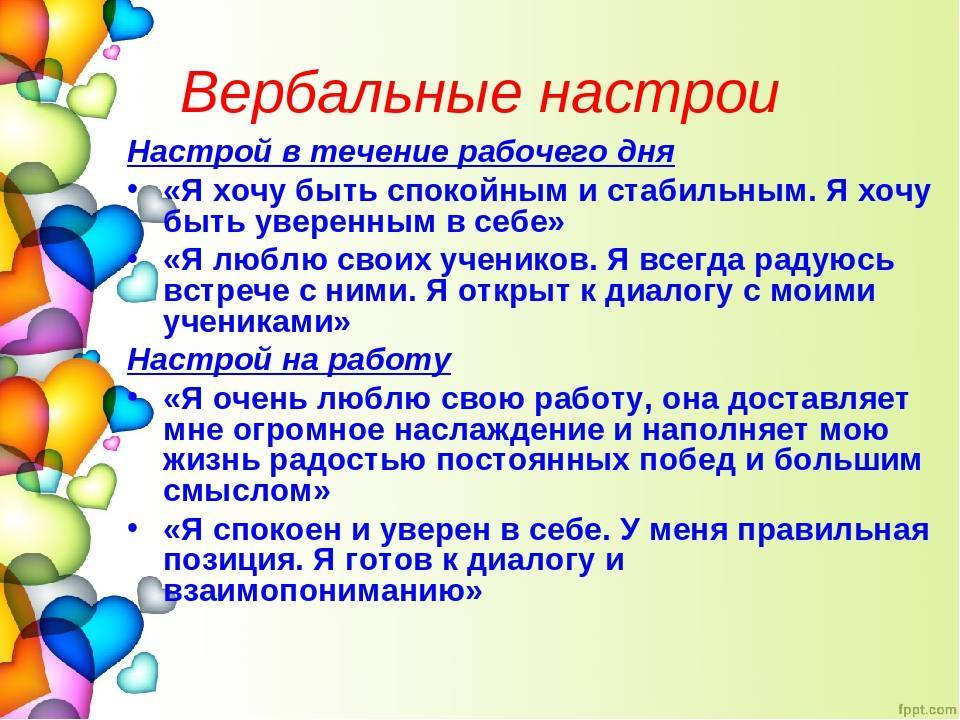 Вербальные настрои
Настрой в течение рабочего дня
• «Я хочу быть спокойным и стабильным. Я хочу
быть уверенным в себе»
• «Я люблю своих учеников. Я всегда радуюсь
встрече с ними. Я открыт к диалогу с моими
учениками»
Настрой на работу
• «Я очень люблю свою работу, она доставляет
мне огромное наслаждение и наполняет мою
жизнь радостью постоянных побед и большим
смыслом»
• «Я спокоен и уверен в себе. У меня правильная
позиция. Я готов к диалогу и
взаимопониманию»
fppt.com